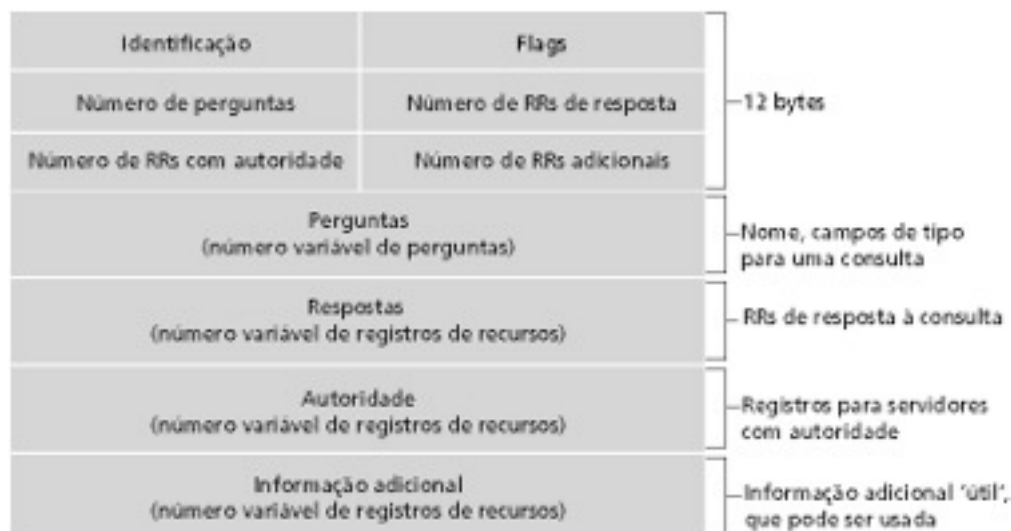 Identificação
Flags
Número de perguntas
Número de RRs de resposta
12 bytes
Número de RRs com autoridade
Número de RRs adicionais
Perguntas
(número variável de perguntas)
Nome, campos de tipo
para uma consulta
Respostas
(número variável de registros de recursos)
RRs de resposta à consulta
Autoridade
(número variável de registros de recursos)
Registros para servidores
com autoridade
Informação adicional
(número variável de registros de recursos)
Informação adicional ‘útil’,
que pode ser usada